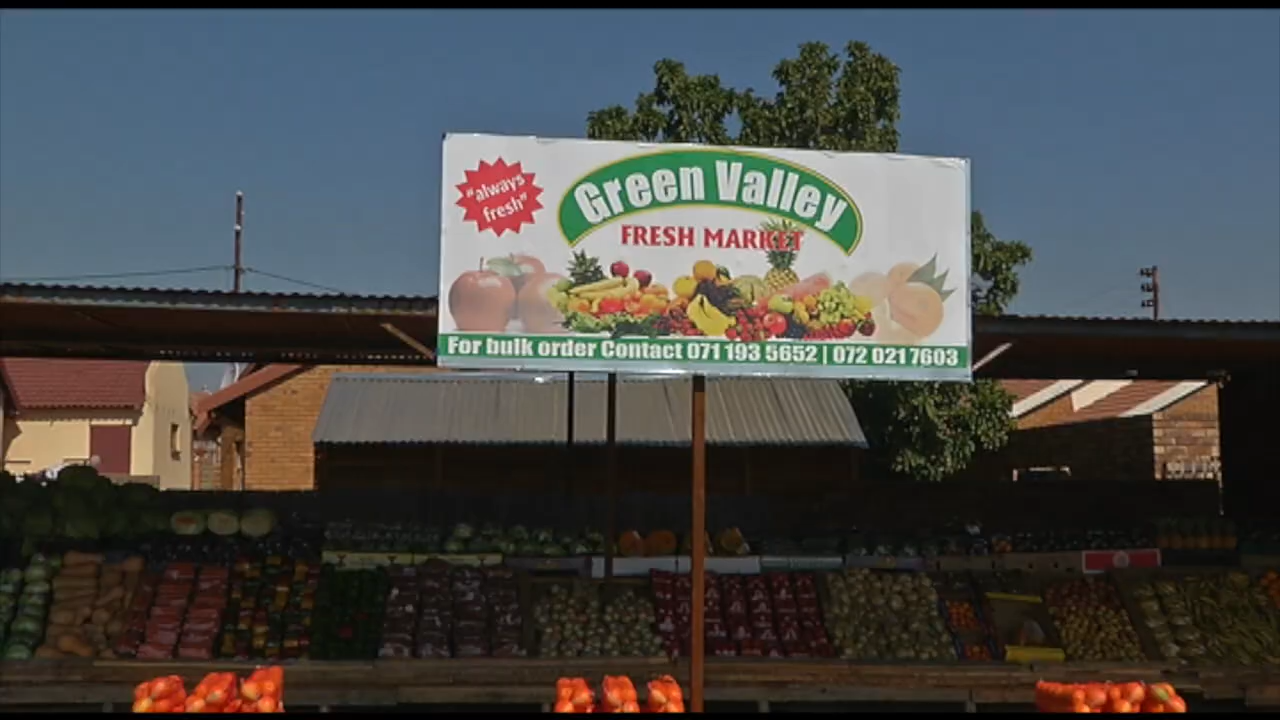 "always
fresh"
Green Valley
FRESH MARKET
For bulk order Contact 071 193 5652 | 072 021 7603